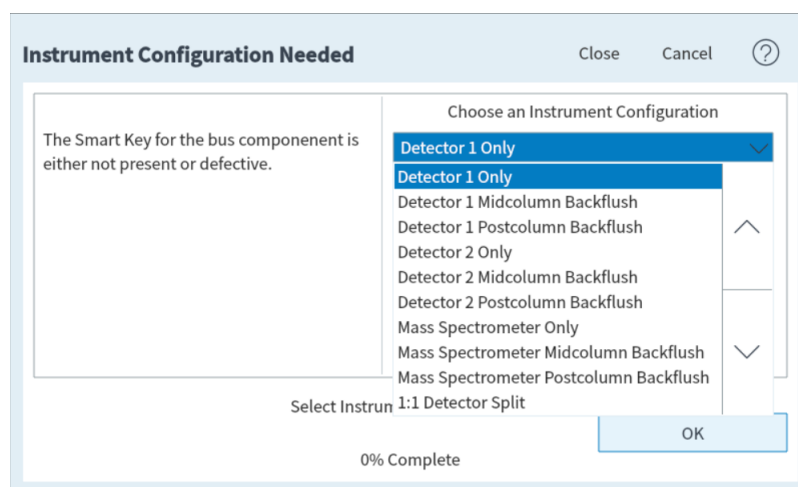 Instrument Configuration Needed
Close
Cancel
?
The Smart Key for the bus componenent is
either not present or defective.
Choose an Instrument Configuration
Detector 1 Only
Detector 1 Only
Detector 1 Midcolumn Backflush
Detector 1 Postcolumn Backflush
Detector 2 Only
Detector 2 Midcolumn Backflush
Detector 2 Postcolumn Backflush
Mass Spectrometer Only
Mass Spectrometer Midcolumn Backflush
Mass Spectrometer Postcolumn Backflush
1:1 Detector Split
Select
OK
0% Complete